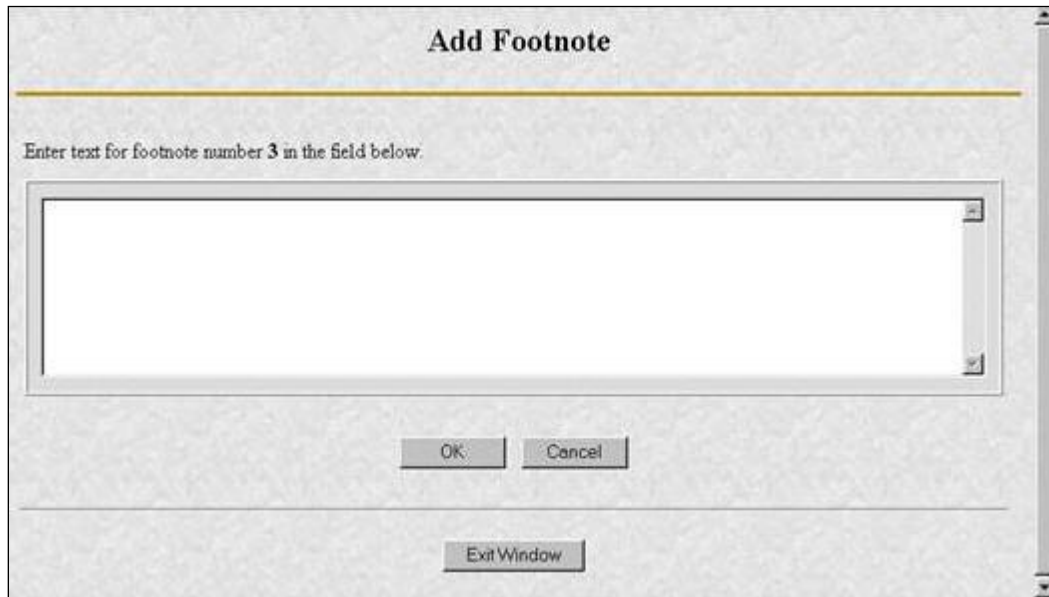 Add Footnote
Enter text for footnote number 3 in the field below.
OK Cancel
Exit Window